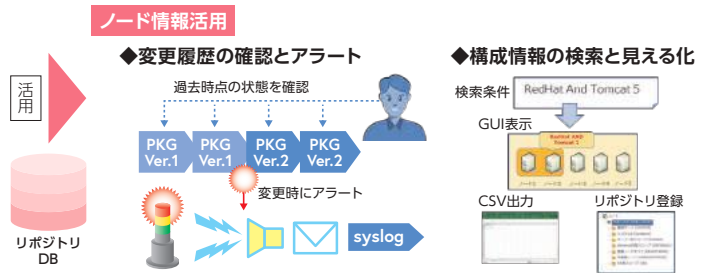 ノード情報活用
◆変更履歴の確認とアラート
◆構成情報の検索と見える化
活用
過去時点の状態を確認
検索条件
RedHat And Tomcat 5
GUI表示
PKG Ver.1
PKG Ver.1
PKG Ver.2
PKG Ver.2
変更時にアラート
CSV出力
リポジトリ登録
syslog
リポジトリ
DB